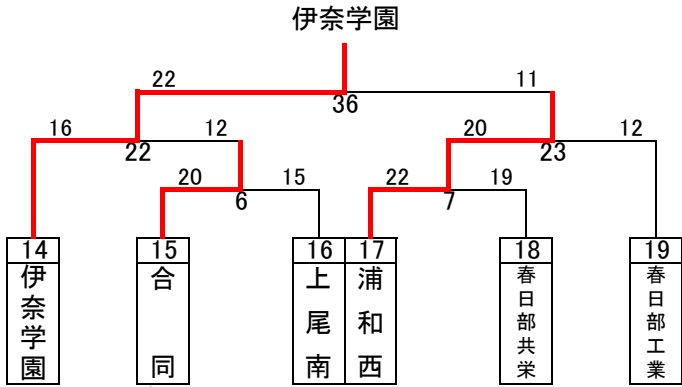 伊奈学園
22 11
36
16 12 20 12
22 23
20 15 22 19
6 7
14 15 16 17 18 19
伊奈学園
合同
上尾南
浦和西
春日部共栄
春日部工業